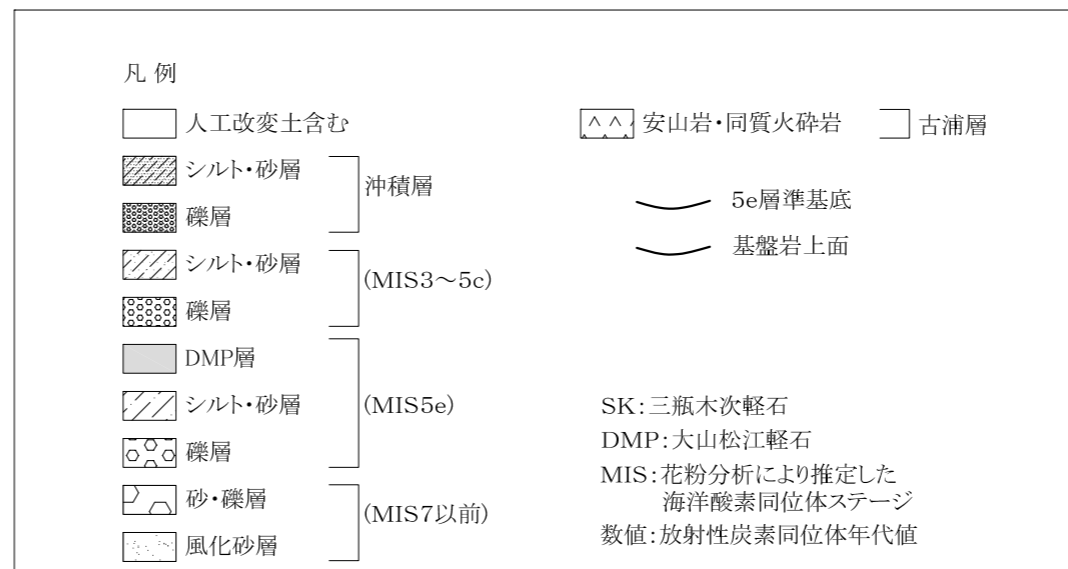 凡 例
人工改変土含む
シルト・砂層
礫層
沖積層
シルト・砂層
礫層
(MIS3～5c)
DMP層
シルト・砂層
礫層
(MIS5e)
砂・礫層
風化砂層
(MIS7以前)
安山岩・同質火砕岩
古浦層
5e層準基底
基盤岩上面
SK:三瓶木次軽石
DMP:大山松江軽石
MIS:花粉分析により推定した
海洋酸素同位体ステージ
数値:放射性炭素同位体年代値